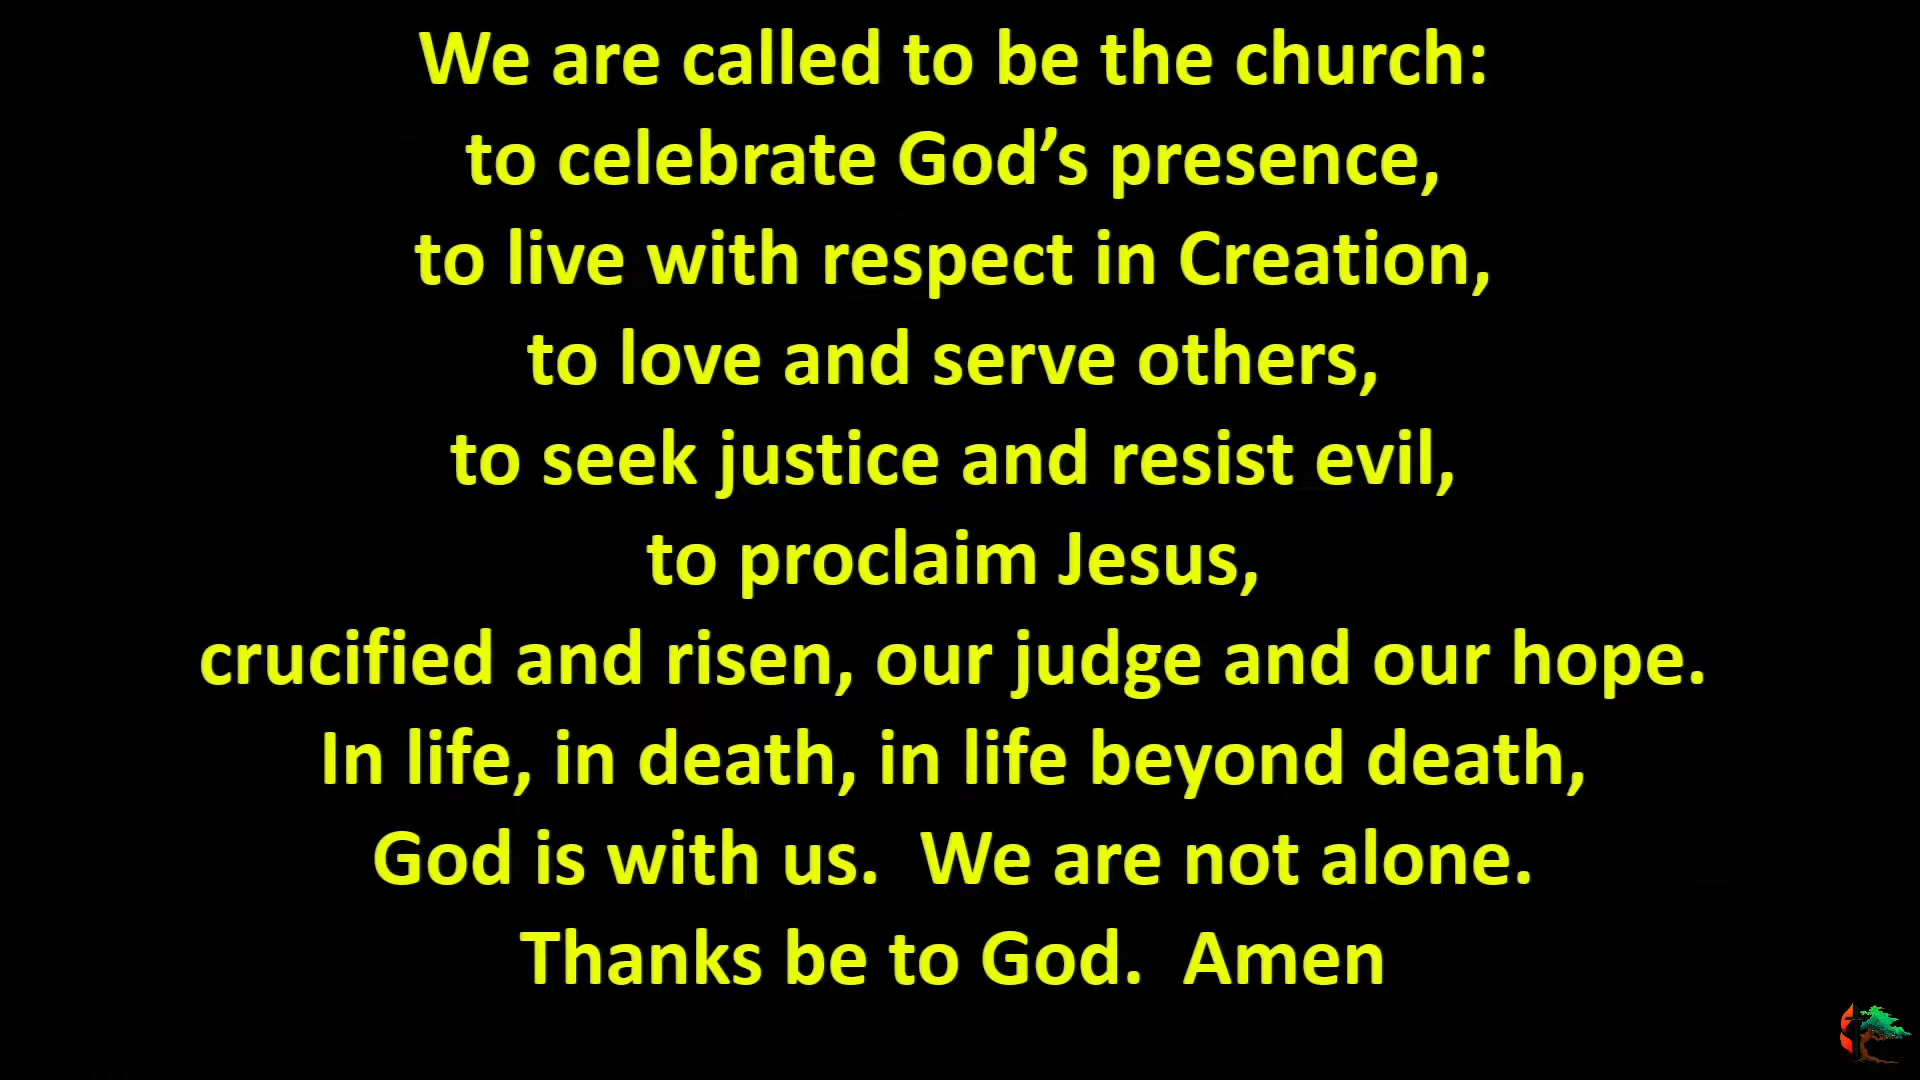 We are called to be the church:
to celebrate God’s presence,
to live with respect in Creation,
to love and serve others,
to seek justice and resist evil,
to proclaim Jesus,
crucified and risen, our judge and our hope.
In life, in death, in life beyond death,
God is with us.  We are not alone.
Thanks be to God.  Amen